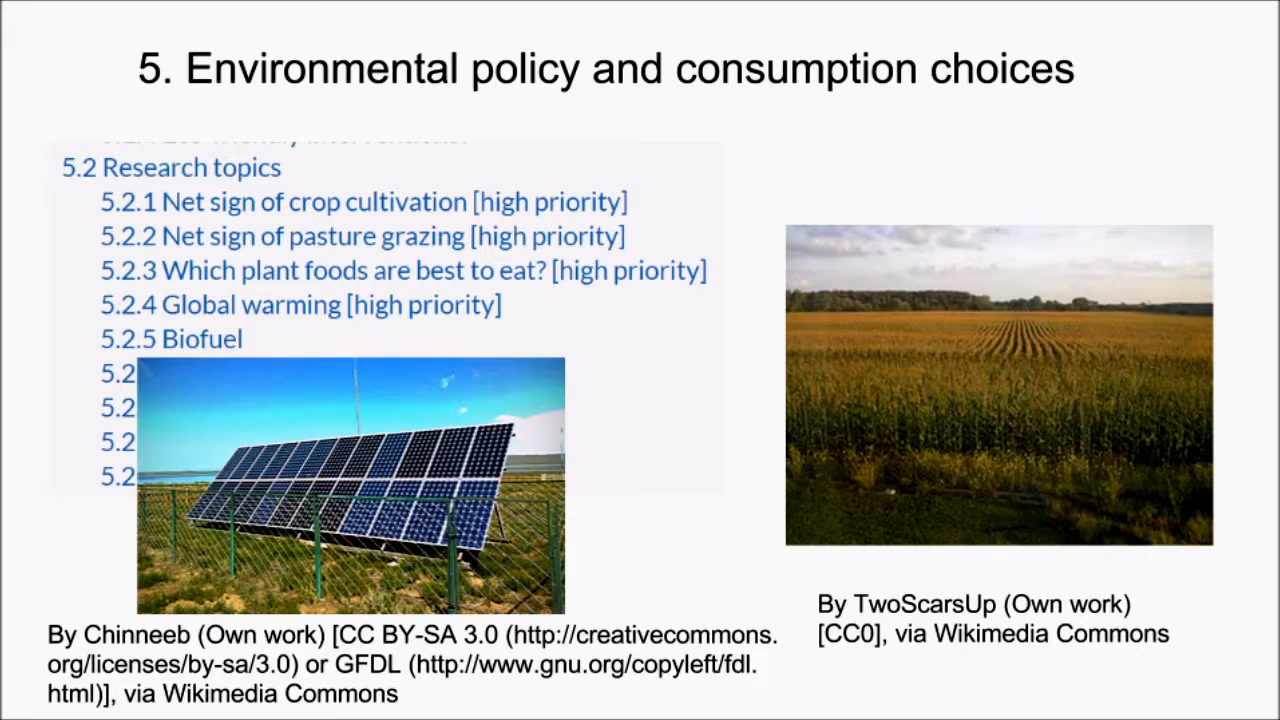 5. Environmental policy and consumption choices
5.2 Research topics
5.2.1 Net sign of crop cultivation [high priority]
5.2.2 Net sign of pasture grazing [high priority]
5.2.3 Which plant foods are best to eat? [high priority]
5.2.4 Global warming [high priority]
5.2.5 Biofuel
5.2
5.2
5.2
5.2
By Chinneeb (Own work) [CC BY-SA 3.0 (http://creativecommons.
org/licenses/by-sa/3.0) or GFDL (http://www.gnu.org/copyleft/fdl.
html)], via Wikimedia Commons
By TwoScarsUp (Own work)
[CC0], via Wikimedia Commons